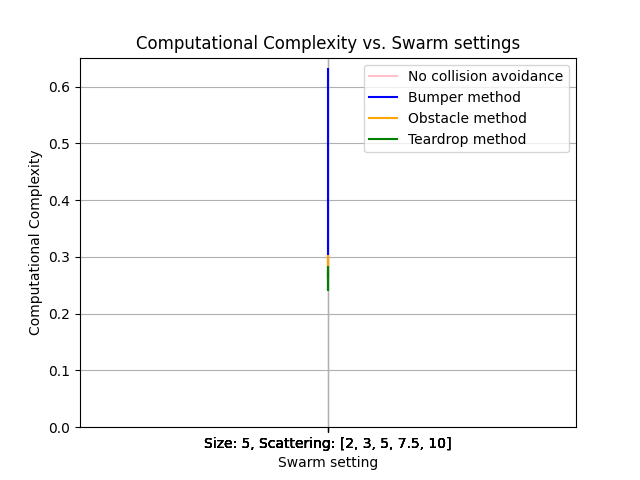 Computational Complexity vs. Swarm settings
No collision avoidance
Bumper method
Obstacle method
Teardrop method
Computational Complexity
0.6
0.5
0.4
0.3
0.2
0.1
0.0
Size: 5, Scattering: [2, 3, 5, 7.5, 10]
Swarm setting